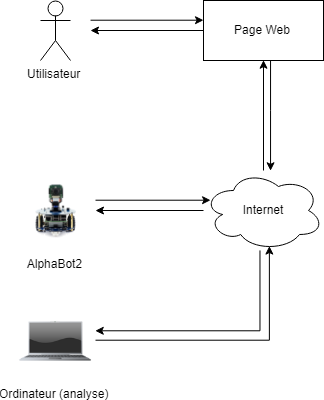 Page Web
Utilisateur
Internet
AlphaBot2
Ordinateur (analyse)